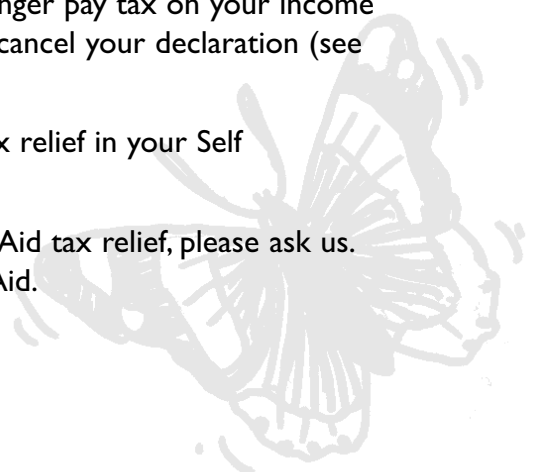 nger pay tax on your income
cancel your declaration (see
x relief in your Self
Aid tax relief, please ask us.
Aid.